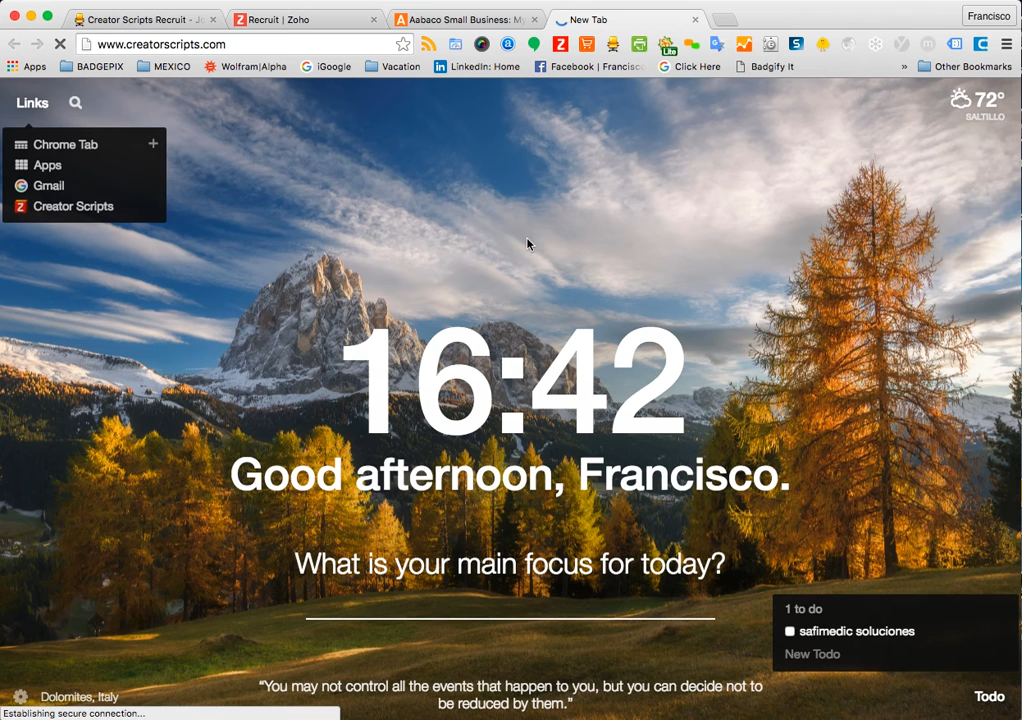 Creator Scripts Recruit - Jo
Recruit | Zoho
Aabaco Small Business: My
New Tab
Francisco
www.creatorscripts.com
Lite
Apps
BADGEPIX
MEXICO
Wolfram|Alpha
iGoogle
Vacation
LinkedIn: Home
Facebook | Francisc
Click Here
Badgify It
»
Other Bookmarks
Links
72°
SALTILLO
Chrome Tab
Apps
Gmail
Creator Scripts
16:42
Good afternoon, Francisco.
What is your main focus for today?
1 to do
safimedic soluciones
New Todo
“You may not control all the events that happen to you, but you can decide not to
be reduced by them.”
Dolomites, Italy
Todo
Establishing secure connection...